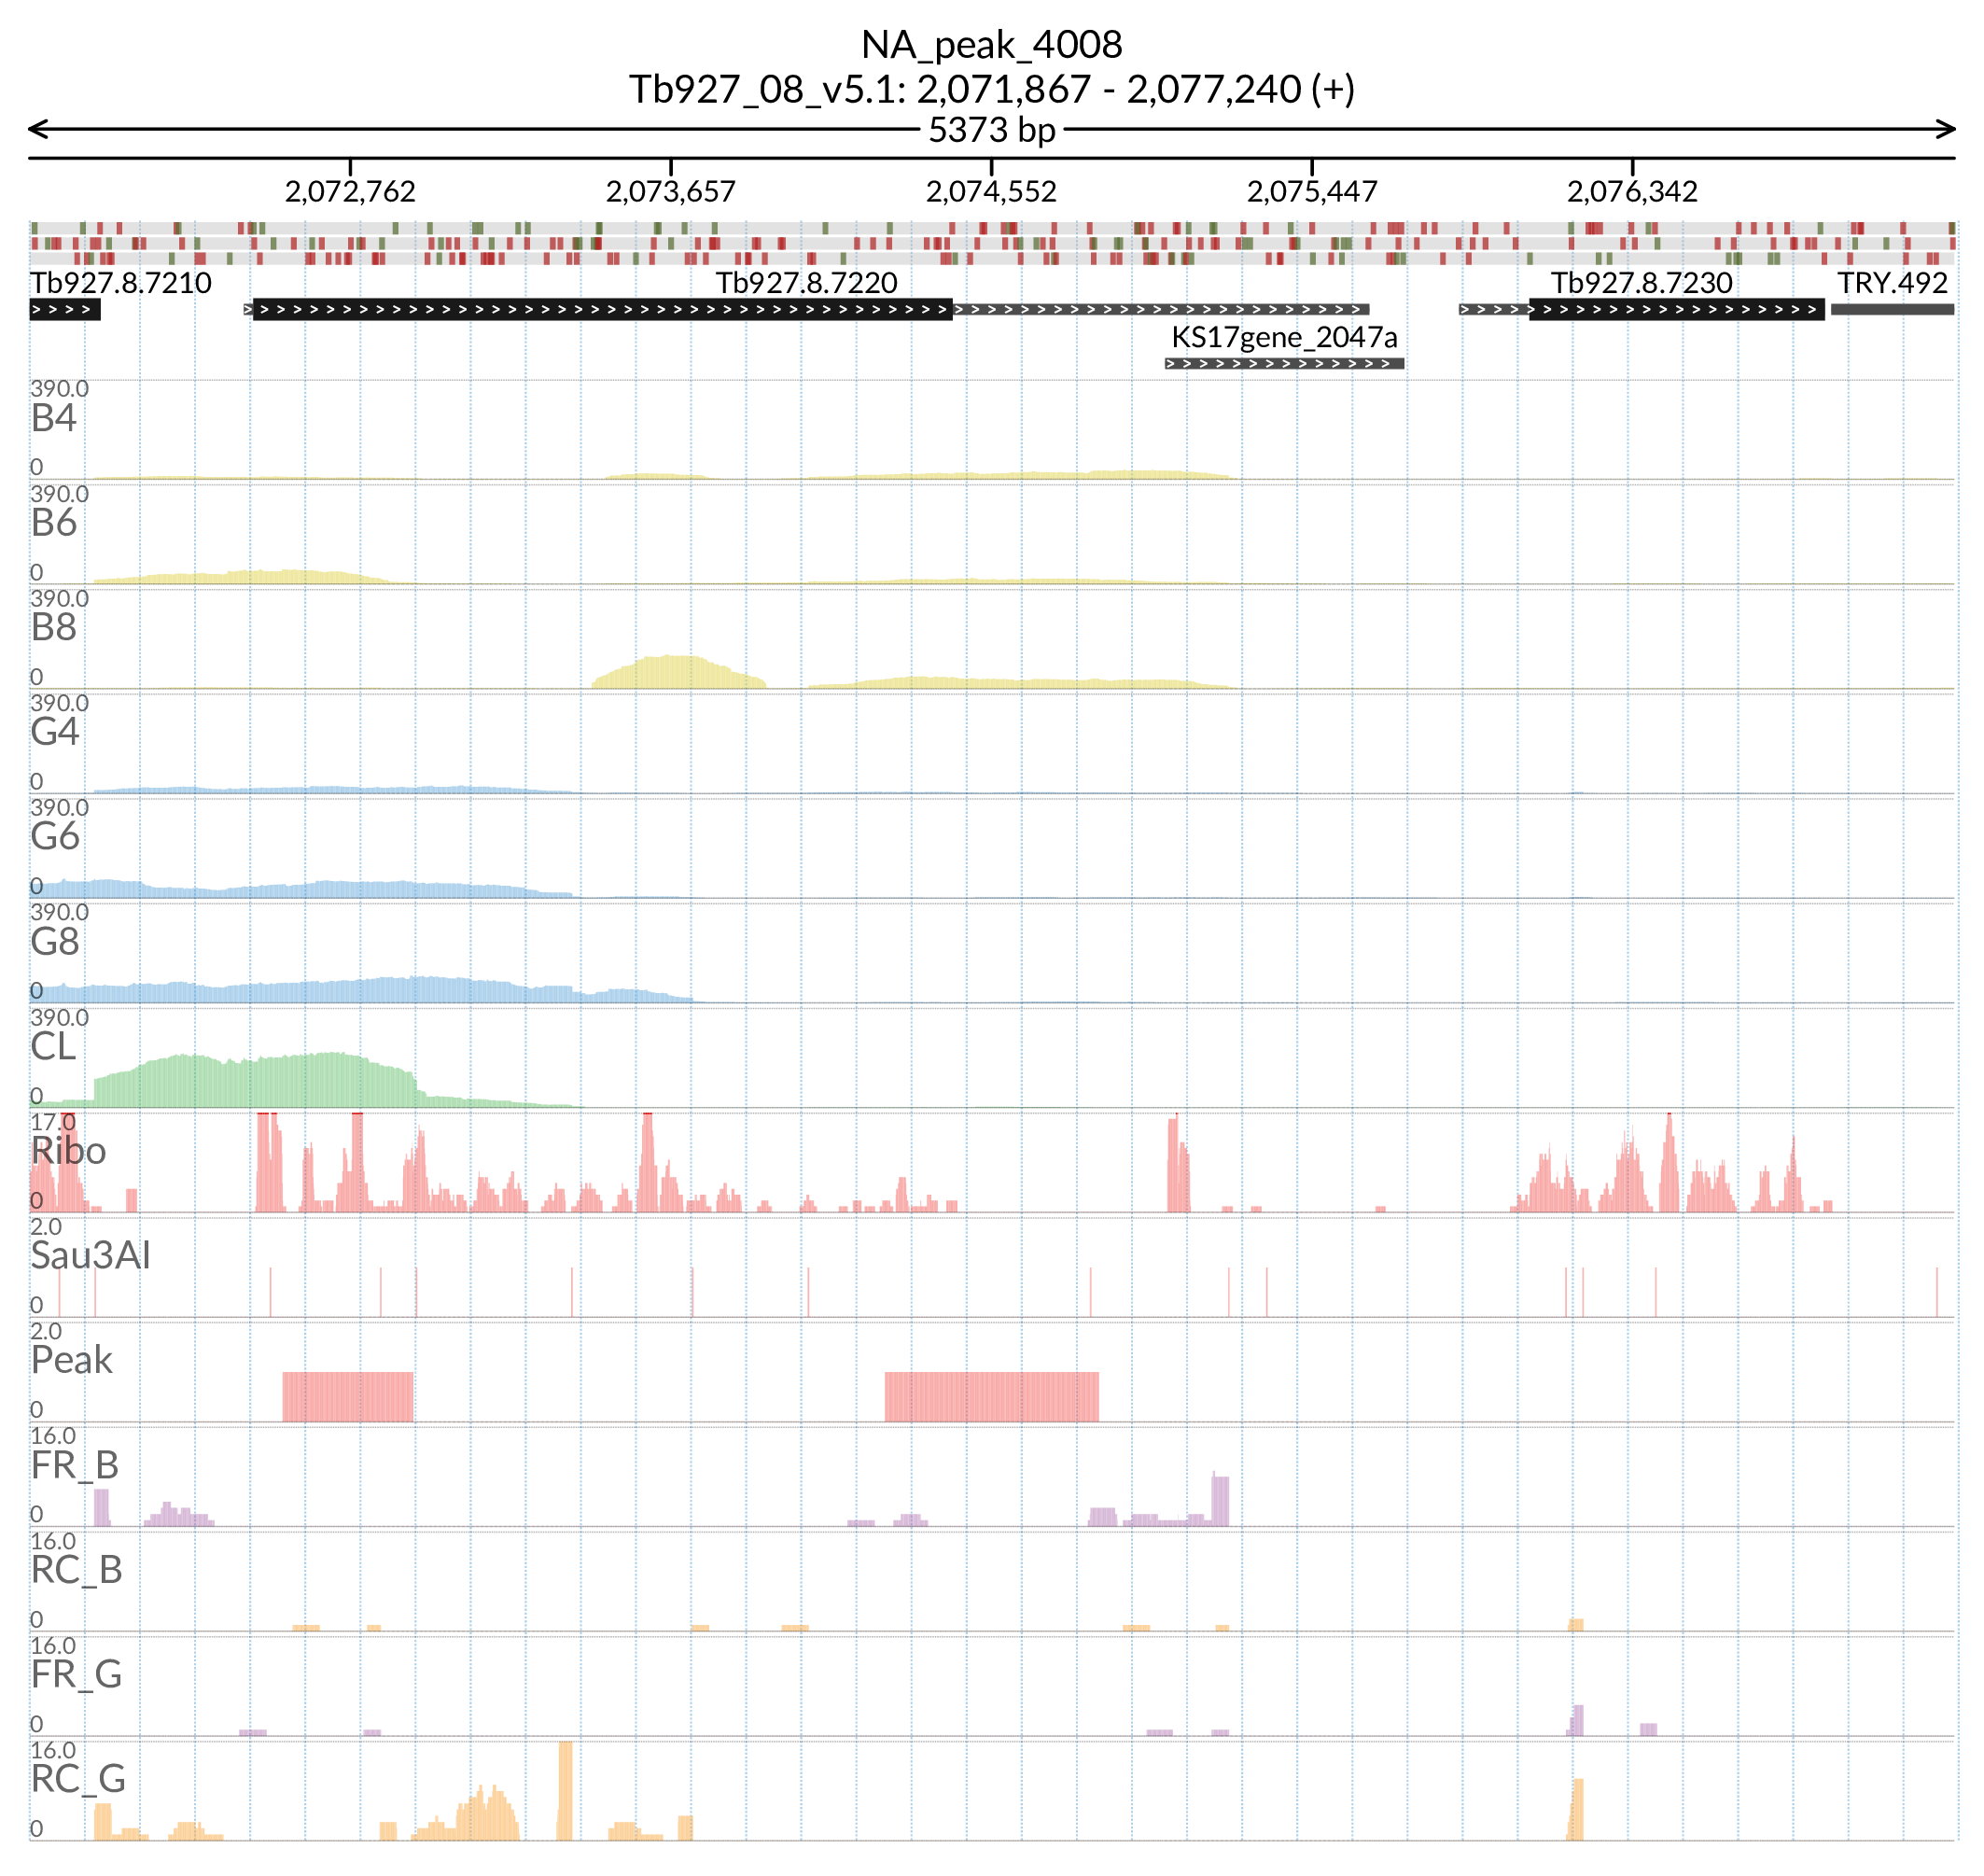 NA_peak_4008
Tb927_08_v5.1: 2,071,867 - 2,077,240 (+)
5373 bp
2,072,762 2,073,657 2,074,552 2,075,447 2,076,342
Tb927.8.7210 Tb927.8.7220 Tb927.8.7230 TRY.492
KS17gene_2047a
390.0
B4
0
390.0
B6
0
390.0
B8
0
390.0
G4
0
390.0
G6
0
390.0
G8
0
390.0
CL
0
17.0
Ribo
0
2.0
Sau3AI
0
2.0
Peak
0
16.0
FR_B
0
16.0
RC_B
0
16.0
FR_G
0
16.0
RC_G
0